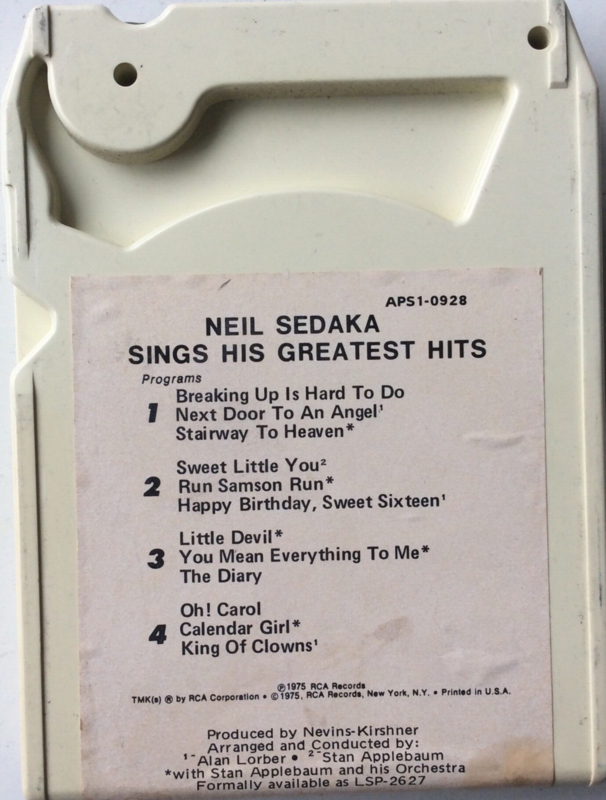 APS1-0928
NEIL SEDAKA
SINGS HIS GREATEST HITS
Programs
1
Breaking Up Is Hard To Do
Next Door To An Angel¹
Stairway To Heaven*
2
Sweet Little You²
Run Samson Run*
Happy Birthday, Sweet Sixteen¹
3
Little Devil*
You Mean Everything To Me*
The Diary
4
Oh! Carol
Calendar Girl*
King Of Clowns¹
℗1975 RCA Records
TMK(s) ® by RCA Corporation • ©1975, RCA Records, New York, N.Y. • Printed in U.S.A.
Produced by Nevins-Kirshner
Arranged and Conducted by:
¹-Alan Lorber • ²-Stan Applebaum
*with Stan Applebaum and his Orchestra
Formally available as LSP-2627